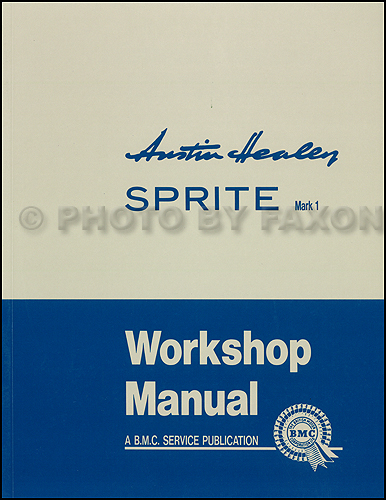 Austin Healey
SPRITE Mark 1
© PHOTO BY FAXON
Workshop
Manual
A B.M.C. SERVICE PUBLICATION
BMC